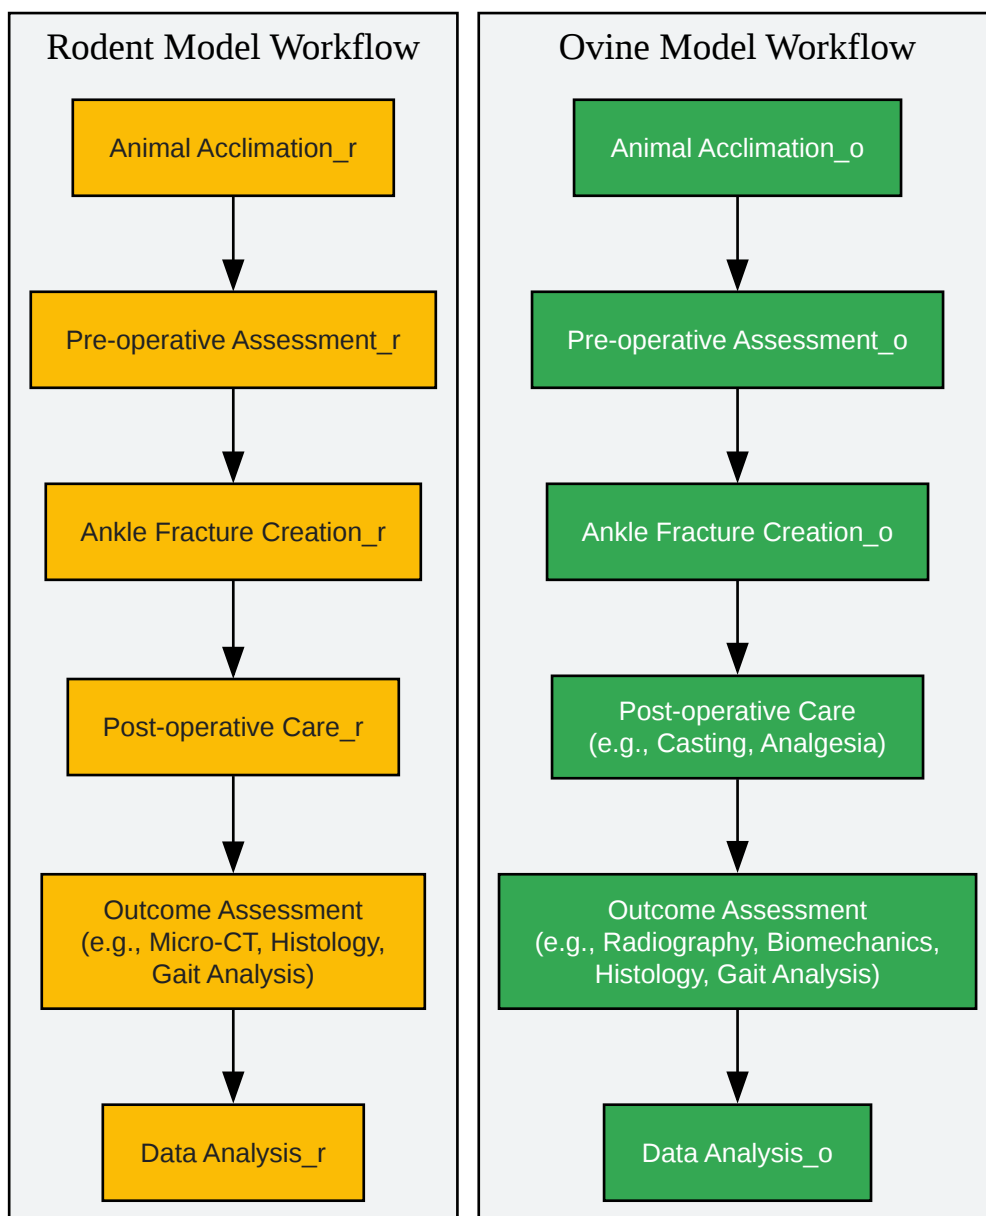 Rodent Model Workflow
Animal Acclimation_r
Pre-operative Assessment_r
Ankle Fracture Creation_r
Post-operative Care_r
Outcome Assessment
(e.g., Micro-CT, Histology,
Gait Analysis)
Data Analysis_r
Ovine Model Workflow
Animal Acclimation_o
Pre-operative Assessment_o
Ankle Fracture Creation_o
Post-operative Care
(e.g., Casting, Analgesia)
Outcome Assessment
(e.g., Radiography, Biomechanics,
Histology, Gait Analysis)
Data Analysis_o